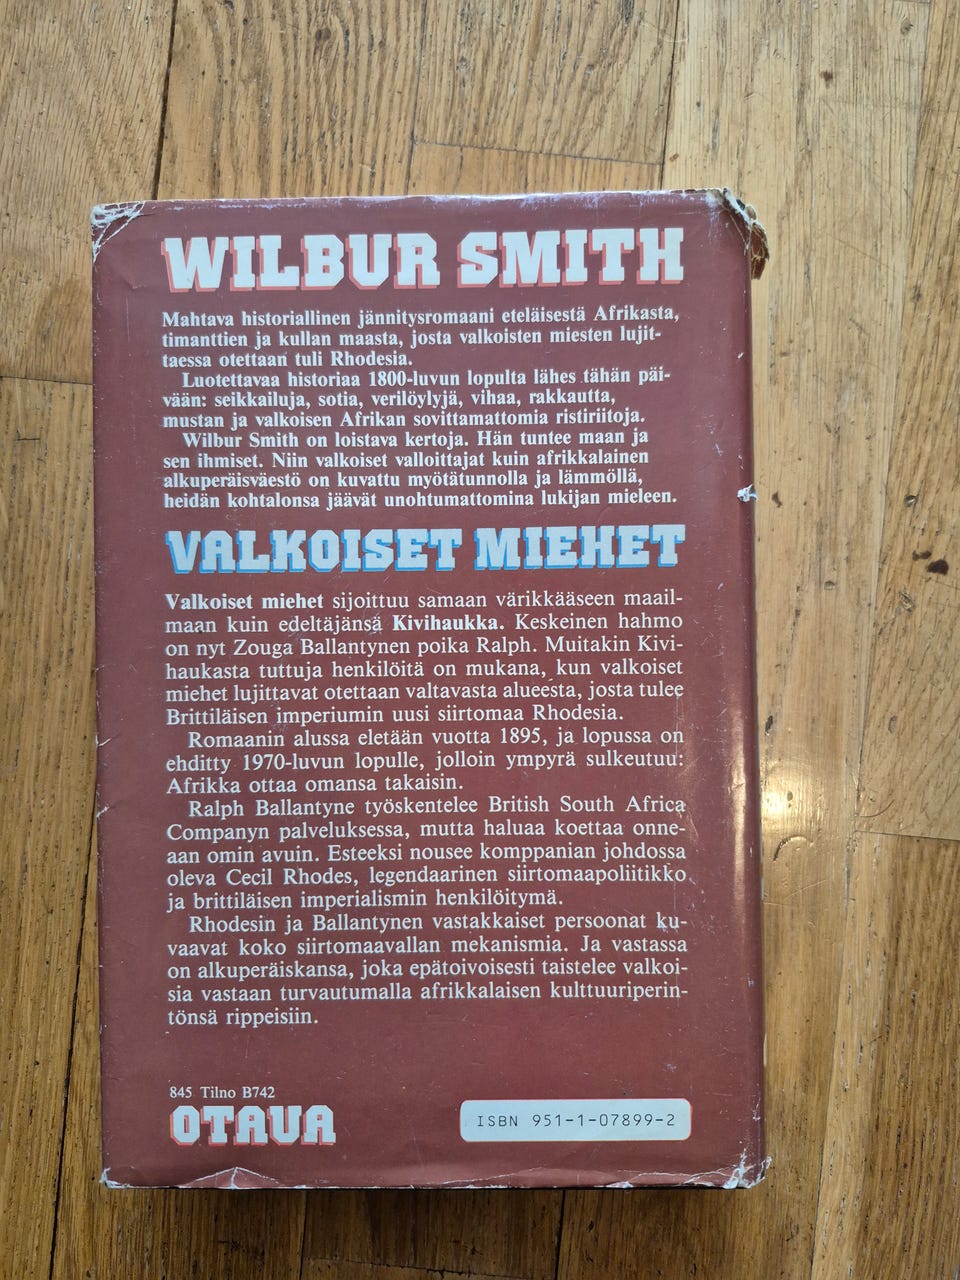 WILBUR SMITH
Mahtava historiallinen jännitysromaani eteläisestä Afrikasta,
timanttien ja kullan maasta, josta valkoisten miesten lujit-
taessa otettaan tuli Rhodesia.
Luotettavaa historiaa 1800-luvun lopulta lähes tähän päi-
vään: seikkailuja, sotia, verilöylyjä, vihaa, rakkautta,
mustan ja valkoisen Afrikan sovittamattomia ristiriitoja.
Wilbur Smith on loistava kertoja. Hän tuntee maan ja
sen ihmiset. Niin valkoiset valloittajat kuin afrikkalainen
alkuperäisväestö on kuvattu myötätunnolla ja lämmöllä,
heidän kohtalonsa jäävät unohtumattomina lukijan mieleen.
VALKOISET MIEHET
Valkoiset miehet sijoittuu samaan värikkääseen maail-
maan kuin edeltäjänsä Kivihaukka. Keskeinen hahmo
on nyt Zouga Ballantynen poika Ralph. Muitakin Kivi-
haukasta tuttuja henkilöitä on mukana, kun valkoiset
miehet lujittavat otettaan valtavasta alueesta, josta tulee
Brittiläisen imperiumin uusi siirtomaa Rhodesia.
Romaanin alussa eletään vuotta 1895, ja lopussa on
ehditty 1970-luvun lopulle, jolloin ympyrä sulkeutuu:
Afrikka ottaa omansa takaisin.
Ralph Ballantyne työskentelee British South Africa
Companyn palveluksessa, mutta haluaa koettaa onne-
aan omin avuin. Esteeksi nousee komppanian johdossa
oleva Cecil Rhodes, legendaarinen siirtomaapoliitikko
ja brittiläisen imperialismin henkilöitymä.
Rhodesin ja Ballantynen vastakkaiset persoonat ku-
vaavat koko siirtomaavallan mekanismia. Ja vastassa
on alkuperäiskansa, joka epätoivoisesti taistelee valkoi-
sia vastaan turvautumalla afrikkalaisen kulttuuriperin-
tönsä rippeisiin.
845 Tilno B742
OTAVA
ISBN 951-1-07899-2